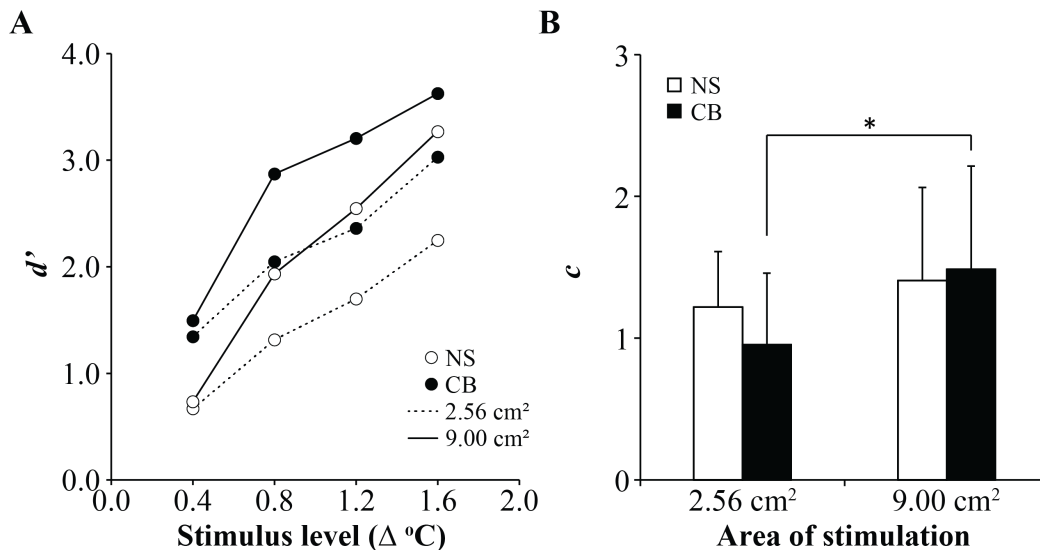 A
4.0
3.0
2.0
1.0
0.0
d’
NS
CB
2.56 cm²
9.00 cm²
0.0 0.4 0.8 1.2 1.6 2.0
Stimulus level (Δ °C)
B
3
2
1
0
c
NS
CB
*
2.56 cm² 9.00 cm²
Area of stimulation